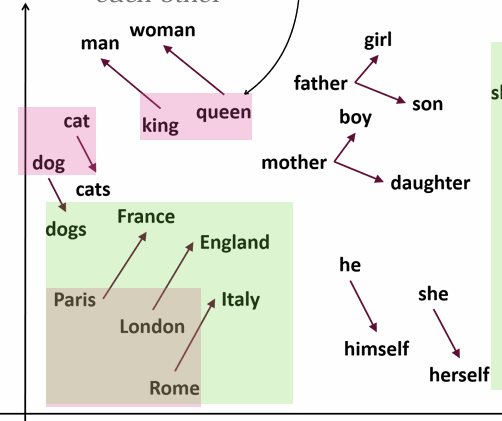 each other
man
woman
king
queen
girl
father
son
boy
mother
daughter
cat
dog
cats
dogs
France
England
Paris
Italy
London
Rome
he
she
himself
herself